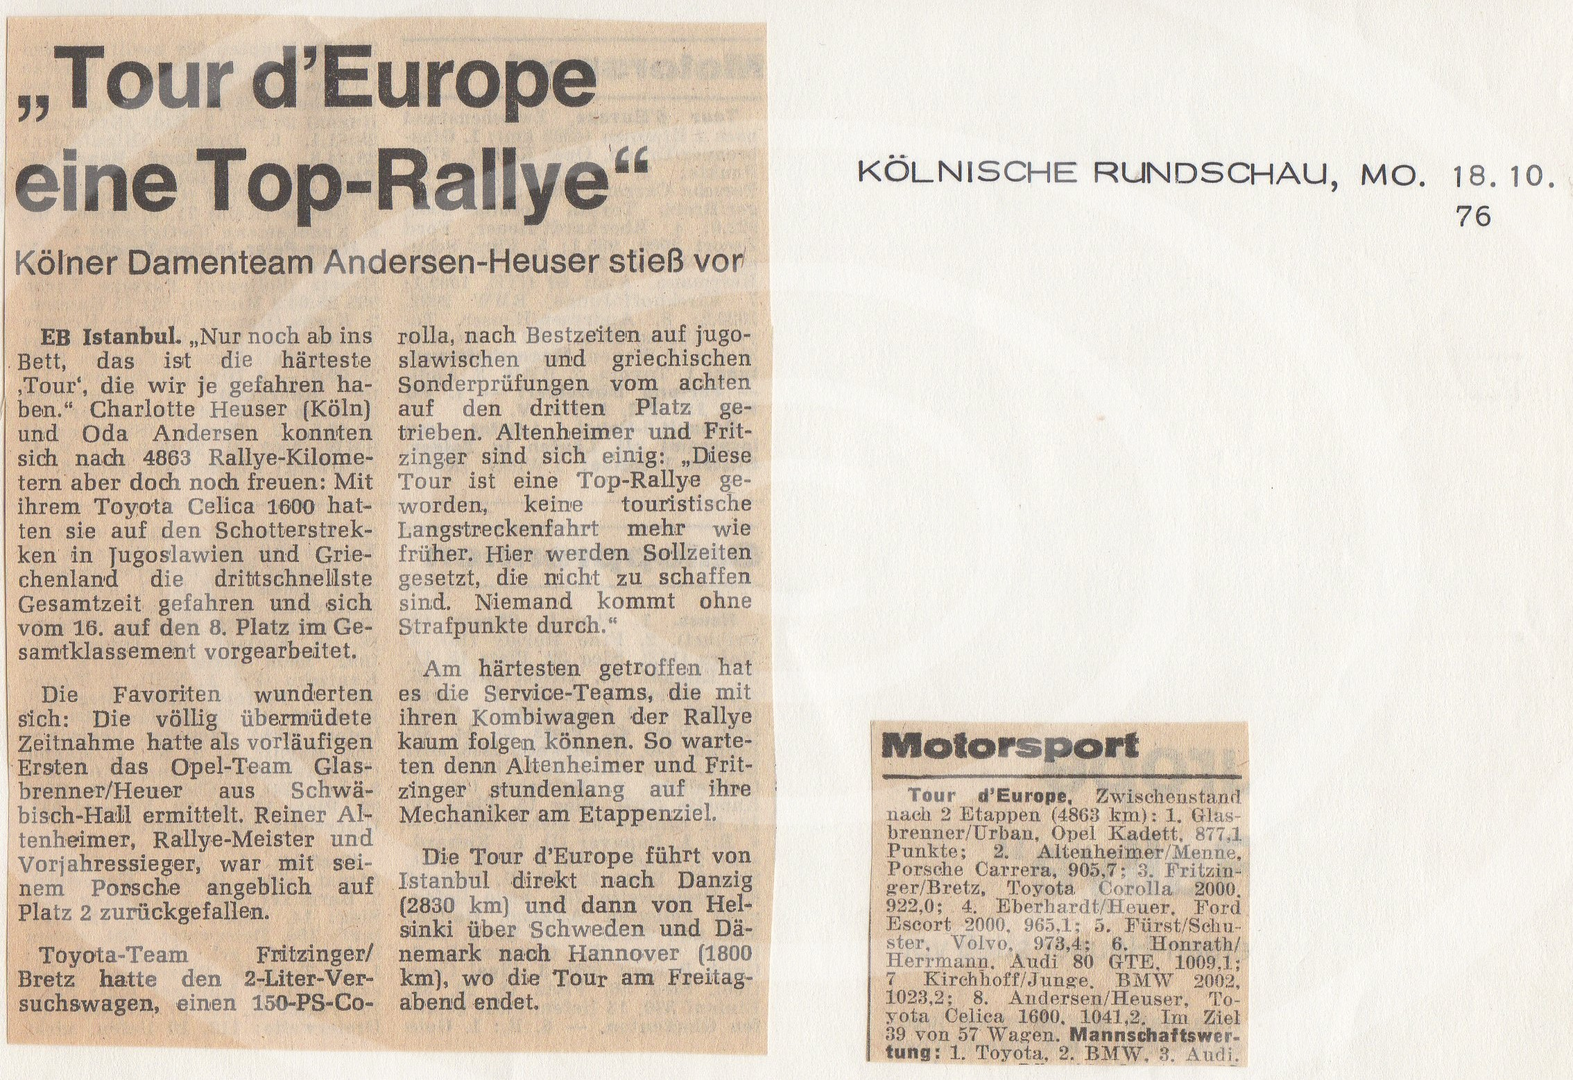 „Tour d’Europe
eine Top-Rallye“
Kölner Damenteam Andersen-Heuser stieß vor
EB Istanbul. „Nur noch ab ins
Bett, das ist die härteste
‚Tour‘, die wir je gefahren ha-
ben.“ Charlotte Heuser (Köln)
und Oda Andersen konnten
sich nach 4863 Rallye-Kilome-
tern aber doch noch freuen: Mit
ihrem Toyota Celica 1600 hat-
ten sie auf den Schotterstrek-
ken in Jugoslawien und Grie-
chenland die drittschnellste
Gesamtzeit gefahren und sich
vom 16. auf den 8. Platz im Ge-
samtklassement vorgearbeitet.
Die Favoriten wunderten
sich: Die völlig übermüdete
Zeitnahme hatte als vorläufigen
Ersten das Opel-Team Glas-
brenner/Heuer aus Schwä-
bisch-Hall ermittelt. Reiner Al-
tenheimer, Rallye-Meister und
Vorjahressieger, war mit sei-
nem Porsche angeblich auf
Platz 2 zurückgefallen.
Toyota-Team Fritzinger/
Bretz hatte den 2-Liter-Ver-
suchswagen, einen 150-PS-Co-
rolla, nach Bestzeiten auf jugo-
slawischen und griechischen
Sonderprüfungen vom achten
auf den dritten Platz ge-
trieben. Altenheimer und Frit-
zinger sind sich einig: „Diese
Tour ist eine Top-Rallye ge-
worden, keine touristische
Langstreckenfahrt mehr wie
früher. Hier werden Sollzeiten
gesetzt, die nicht zu schaffen
sind. Niemand kommt ohne
Strafpunkte durch.“
Am härtesten getroffen hat
es die Service-Teams, die mit
ihren Kombiwagen der Rallye
kaum folgen können. So warte-
ten denn Altenheimer und Frit-
zinger stundenlang auf ihre
Mechaniker am Etappenziel.
Die Tour d’Europe führt von
Istanbul direkt nach Danzig
(2830 km) und dann von Hel-
sinki über Schweden und Dä-
nemark nach Hannover (1800
km), wo die Tour am Freitag-
abend endet.
KÖLNISCHE RUNDSCHAU, MO. 18. 10.
76
Motorsport
Tour d’Europe, Zwischenstand
nach 2 Etappen (4863 km): 1. Glas-
brenner/Urban, Opel Kadett, 877,1
Punkte; 2. Altenheimer/Menne,
Porsche Carrera, 905,7; 3. Fritzin-
ger/Bretz, Toyota Corolla 2000,
922,0; 4. Eberhardt/Heuer, Ford
Escort 2000, 965,1; 5. Fürst/Schu-
ster, Volvo, 973,4; 6. Honrath/
Herrmann, Audi 80 GTE, 1009,1;
7 Kirchhoff/Junge, BMW 2002,
1023,2; 8. Andersen/Heuser, To-
yota Celica 1600, 1041,2. Im Ziel
39 von 57 Wagen. Mannschaftswer-
tung: 1. Toyota, 2. BMW, 3. Audi.